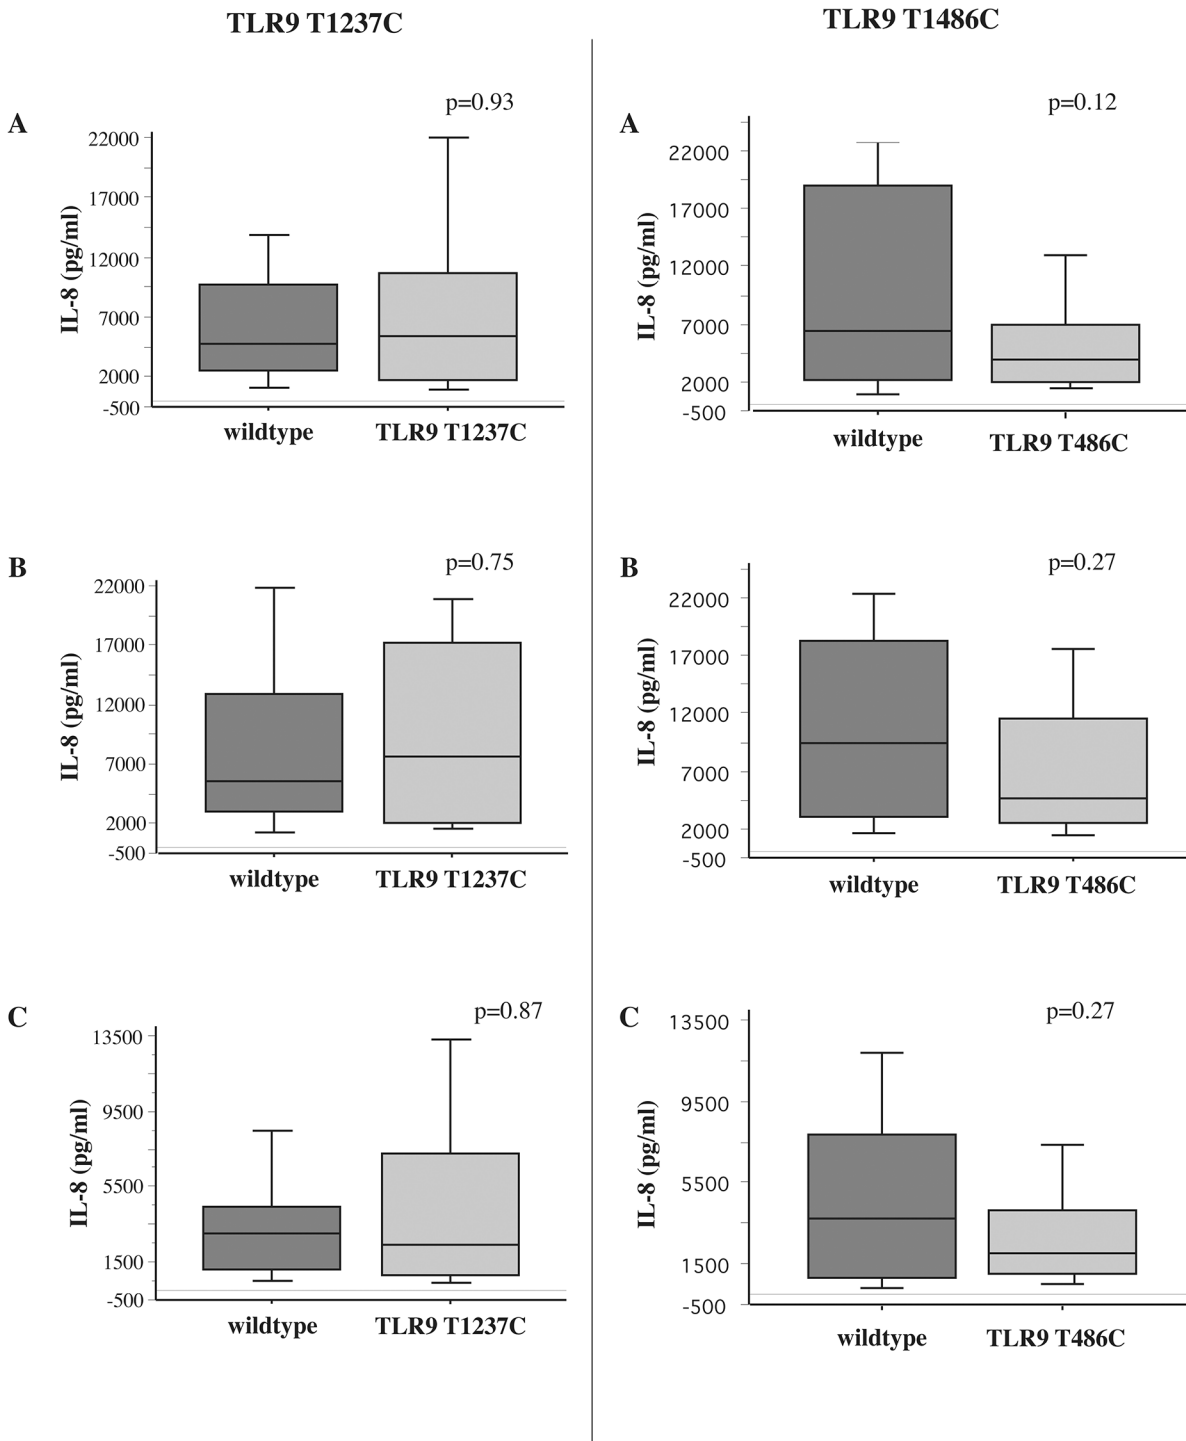 TLR9 T1237C
A
p=0.93
IL-8 (pg/ml)
22000
17000
12000
7000
2000
-500
wildtype TLR9 T1237C
B
p=0.75
IL-8 (pg/ml)
22000
17000
12000
7000
2000
-500
wildtype TLR9 T1237C
C
p=0.87
IL-8 (pg/ml)
13500
9500
5500
1500
-500
wildtype TLR9 T1237C
TLR9 T1486C
A
p=0.12
IL-8 (pg/ml)
22000
17000
12000
7000
2000
-500
wildtype TLR9 T486C
B
p=0.27
IL-8 (pg/ml)
22000
17000
12000
7000
2000
-500
wildtype TLR9 T486C
C
p=0.27
IL-8 (pg/ml)
13500
9500
5500
1500
-500
wildtype TLR9 T486C